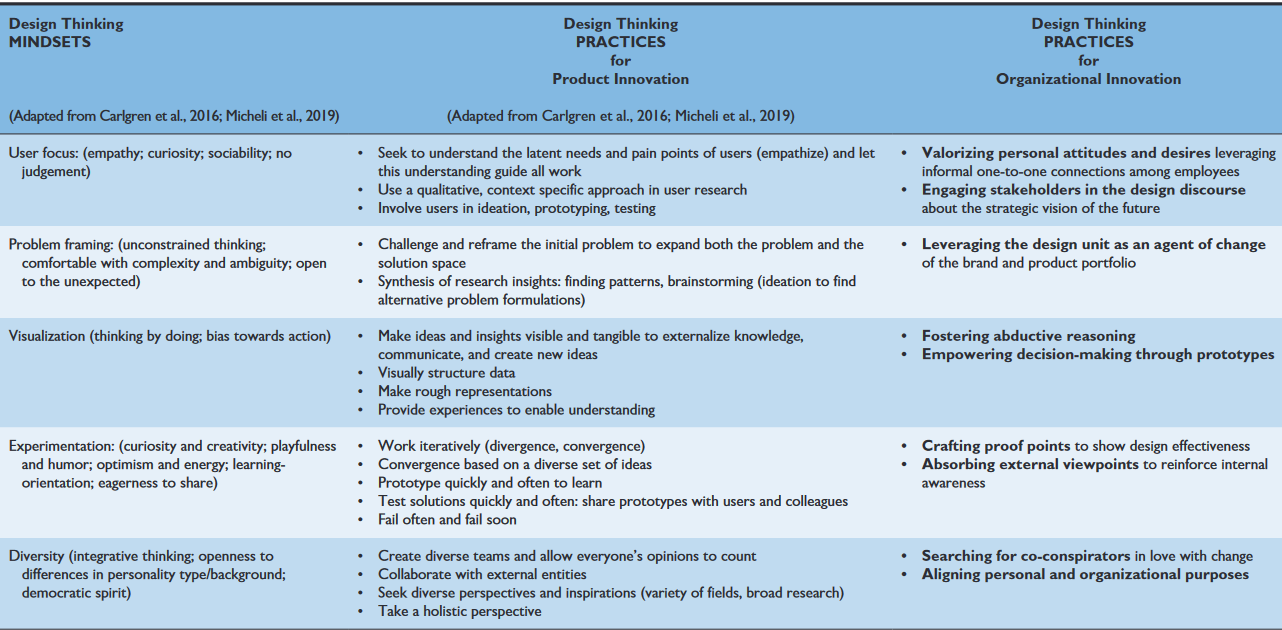 Design Thinking
MINDSETS
(Adapted from Carlgren et al., 2016; Micheli et al., 2019)
Design Thinking
PRACTICES
for
Product Innovation
(Adapted from Carlgren et al., 2016; Micheli et al., 2019)
Design Thinking
PRACTICES
for
Organizational Innovation
User focus: (empathy; curiosity; sociability; no
judgement)
• Seek to understand the latent needs and pain points of users (empathize) and let
this understanding guide all work
• Use a qualitative, context specific approach in user research
• Involve users in ideation, prototyping, testing
• Valorizing personal attitudes and desires leveraging
informal one-to-one connections among employees
• Engaging stakeholders in the design discourse
about the strategic vision of the future
Problem framing: (unconstrained thinking;
comfortable with complexity and ambiguity; open
to the unexpected)
• Challenge and reframe the initial problem to expand both the problem and the
solution space
• Synthesis of research insights: finding patterns, brainstorming (ideation to find
alternative problem formulations)
• Leveraging the design unit as an agent of change
of the brand and product portfolio
Visualization (thinking by doing; bias towards action)
• Make ideas and insights visible and tangible to externalize knowledge,
communicate, and create new ideas
• Visually structure data
• Make rough representations
• Provide experiences to enable understanding
• Fostering abductive reasoning
• Empowering decision-making through prototypes
Experimentation: (curiosity and creativity; playfulness
and humor; optimism and energy; learning-
orientation; eagerness to share)
• Work iteratively (divergence, convergence)
• Convergence based on a diverse set of ideas
• Prototype quickly and often to learn
• Test solutions quickly and often: share prototypes with users and colleagues
• Fail often and fail soon
• Crafting proof points to show design effectiveness
• Absorbing external viewpoints to reinforce internal
awareness
Diversity (integrative thinking; openness to
differences in personality type/background;
democratic spirit)
• Create diverse teams and allow everyone's opinions to count
• Collaborate with external entities
• Seek diverse perspectives and inspirations (variety of fields, broad research)
• Take a holistic perspective
• Searching for co-conspirators in love with change
• Aligning personal and organizational purposes